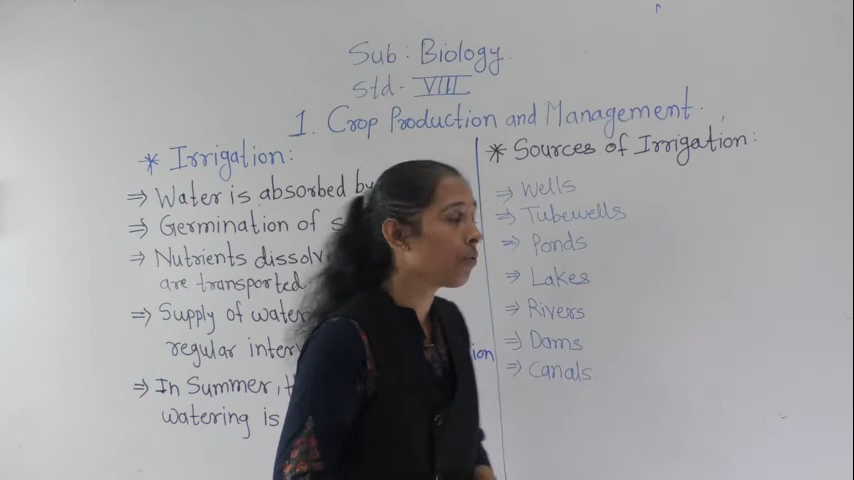 Sub: Biology.
Std- VIII
1. Crop Production and Management.
* Irrigation:
⇒ Water is absorbed by
⇒ Germination of
⇒ Nutrients
are transported.
⇒ Supply of water
regular
ion
⇒ In Summer,
watering is
* Sources of Irrigation:
⇒ Wells
⇒ Tubewells
⇒ Ponds
⇒ Lakes
⇒ Rivers
⇒ Dams
⇒ Canals.